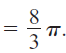 = 8/3 π.